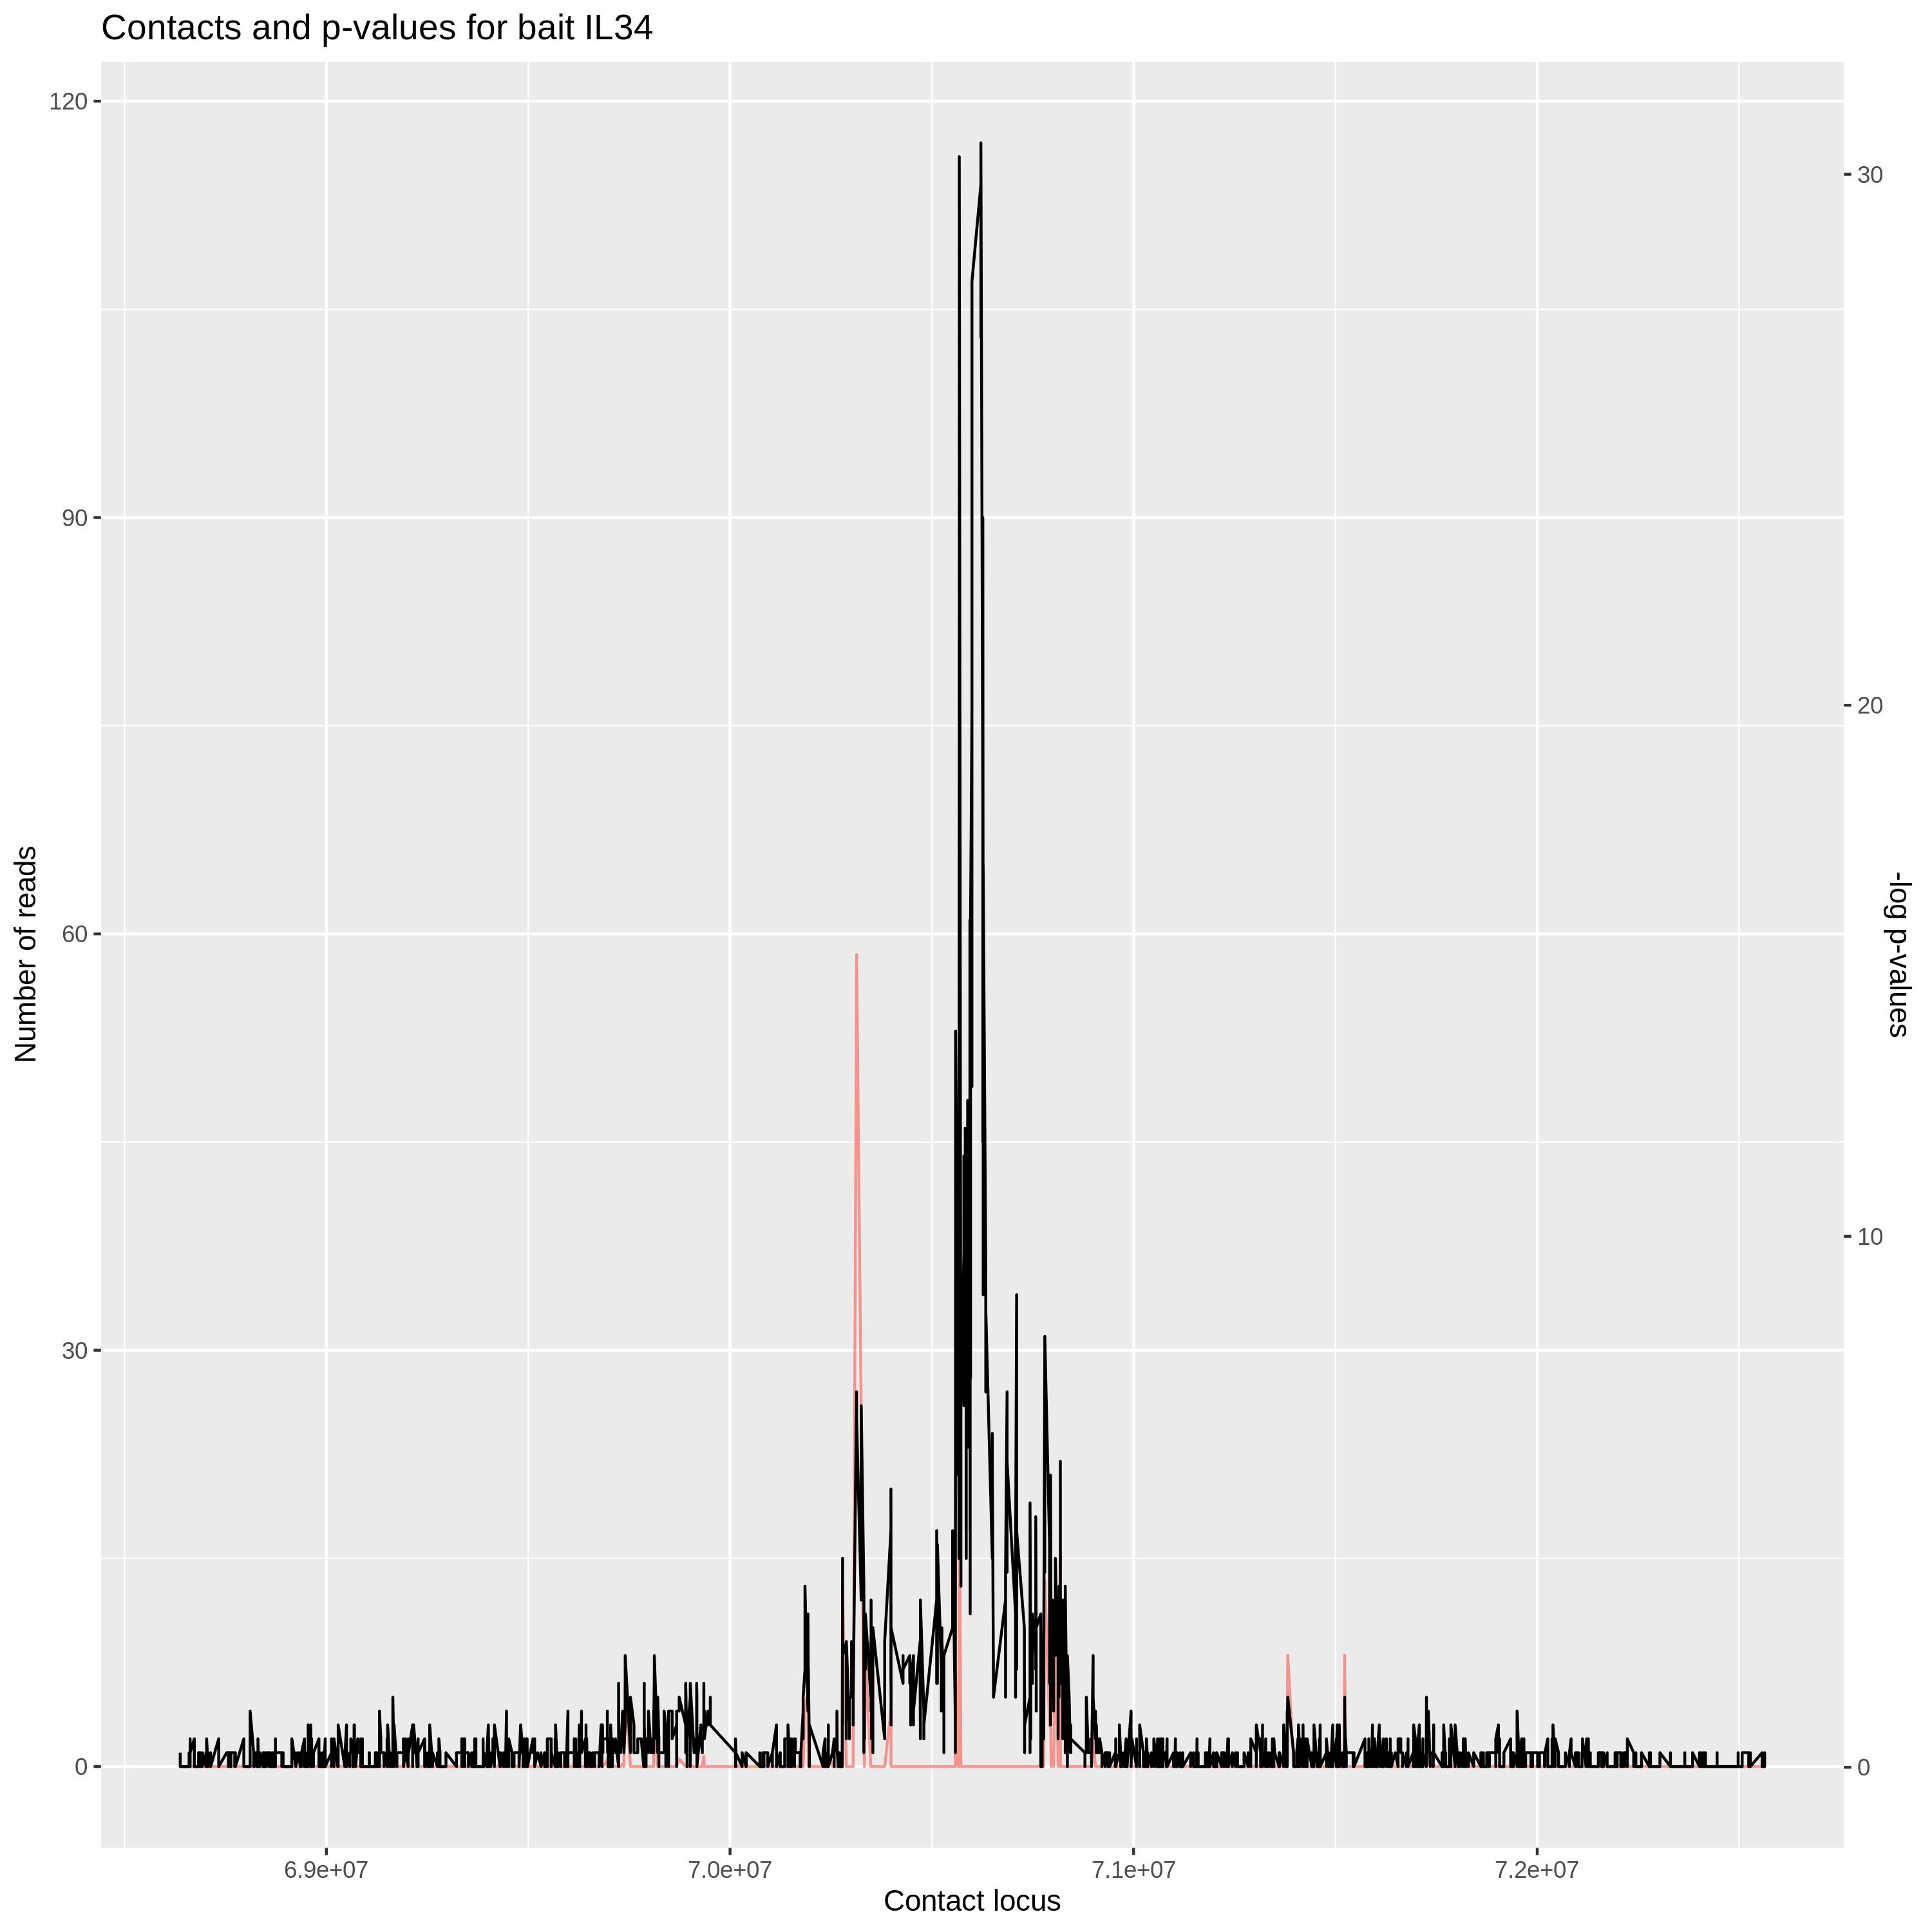 Contacts and p-values for bait IL34
120
90
60
30
0
Number of reads
30
20
10
0
-log p-values
6.9e+07
7.0e+07
7.1e+07
7.2e+07
Contact locus